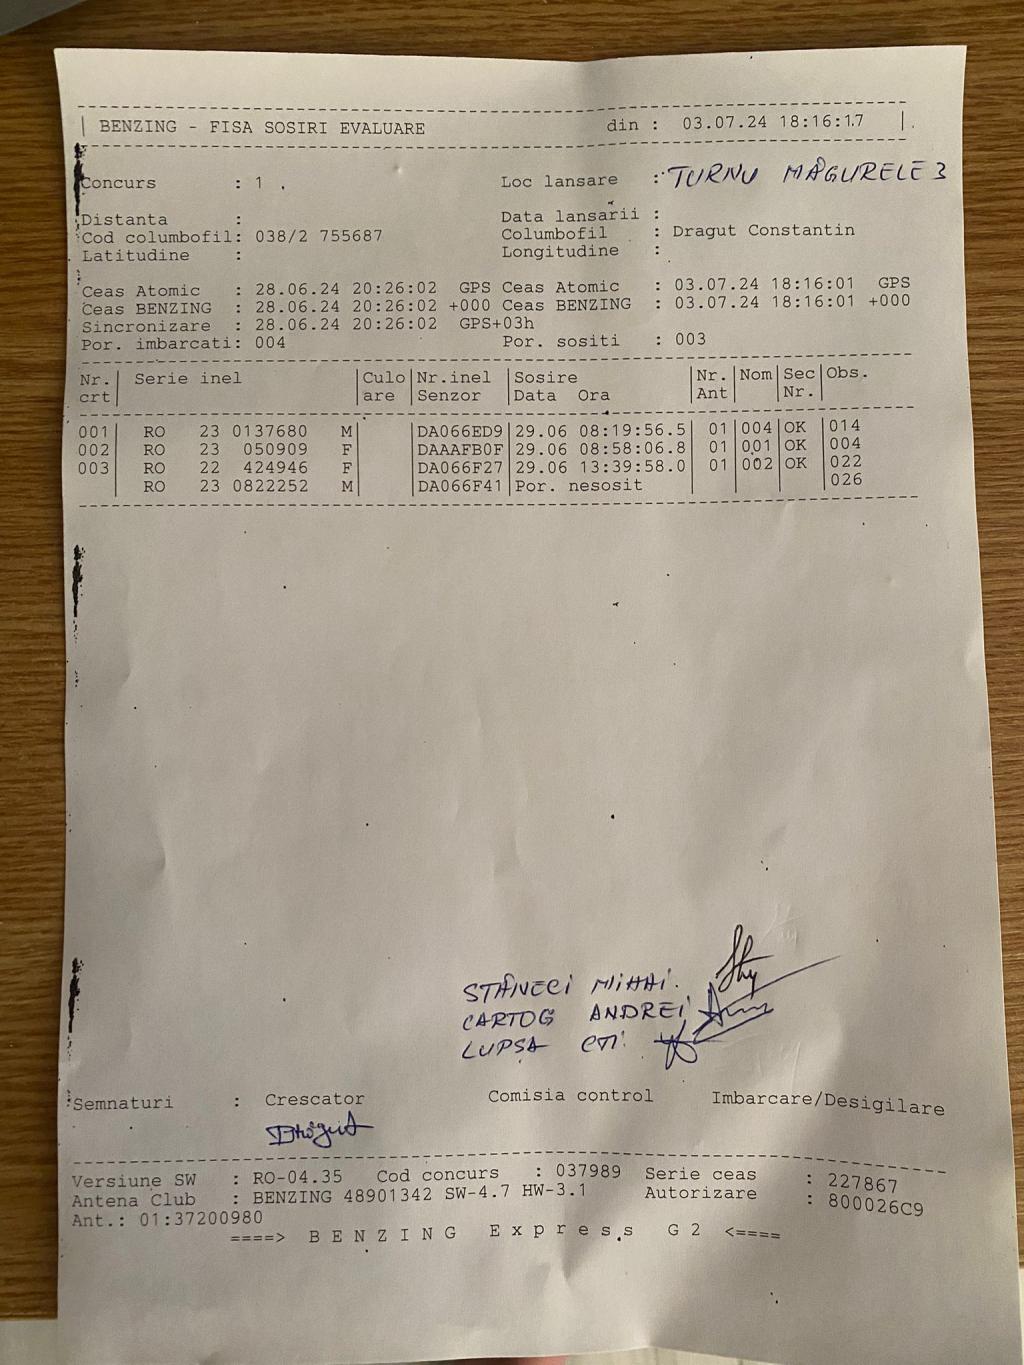 BENZING - FISA SOSIRI EVALUARE din : 03.07.24 18:16:17
Concurs : 1 . Loc lansare : TURNU MĂGURELE 3
Distanta : Data lansarii :
Cod columbofil: 038/2 755687 Columbofil : Dragut Constantin
Latitudine : Longitudine :
Ceas Atomic : 28.06.24 20:26:02 GPS Ceas Atomic : 03.07.24 18:16:01 GPS
Ceas BENZING : 28.06.24 20:26:02 +000 Ceas BENZING : 03.07.24 18:16:01 +000
Sincronizare : 28.06.24 20:26:02 GPS+03h
Por. imbarcati: 004 Por. sositi : 003
Nr. | Serie inel | Culo | Nr.inel | Sosire | Nr. | Nom | Sec | Obs.
crt | | are | Senzor | Data Ora | Ant | | Nr. |
001 | RO 23 0137680 M | | DA066ED9 | 29.06 08:19:56.5 | 01 | 004 | OK | 014
002 | RO 23 050909 F | | DAAAFB0F | 29.06 08:58:06.8 | 01 | 001 | OK | 004
003 | RO 22 424946 F | | DA066F27 | 29.06 13:39:58.0 | 01 | 002 | OK | 022
| RO 23 0822252 M | | DA066F41 | Por. nesosit | | | | 026
STĂNECI MIHAI.
CARTOG ANDREI
LUPȘA CTI.
Semnaturi : Crescator Comisia control Imbarcare/Desigilare
Versiune SW : RO-04.35 Cod concurs : 037989 Serie ceas : 227867
Antena Club : BENZING 48901342 SW-4.7 HW-3.1 Autorizare : 800026C9
Ant.: 01:37200980
====> B E N Z I N G E x p r e s s G 2 <====